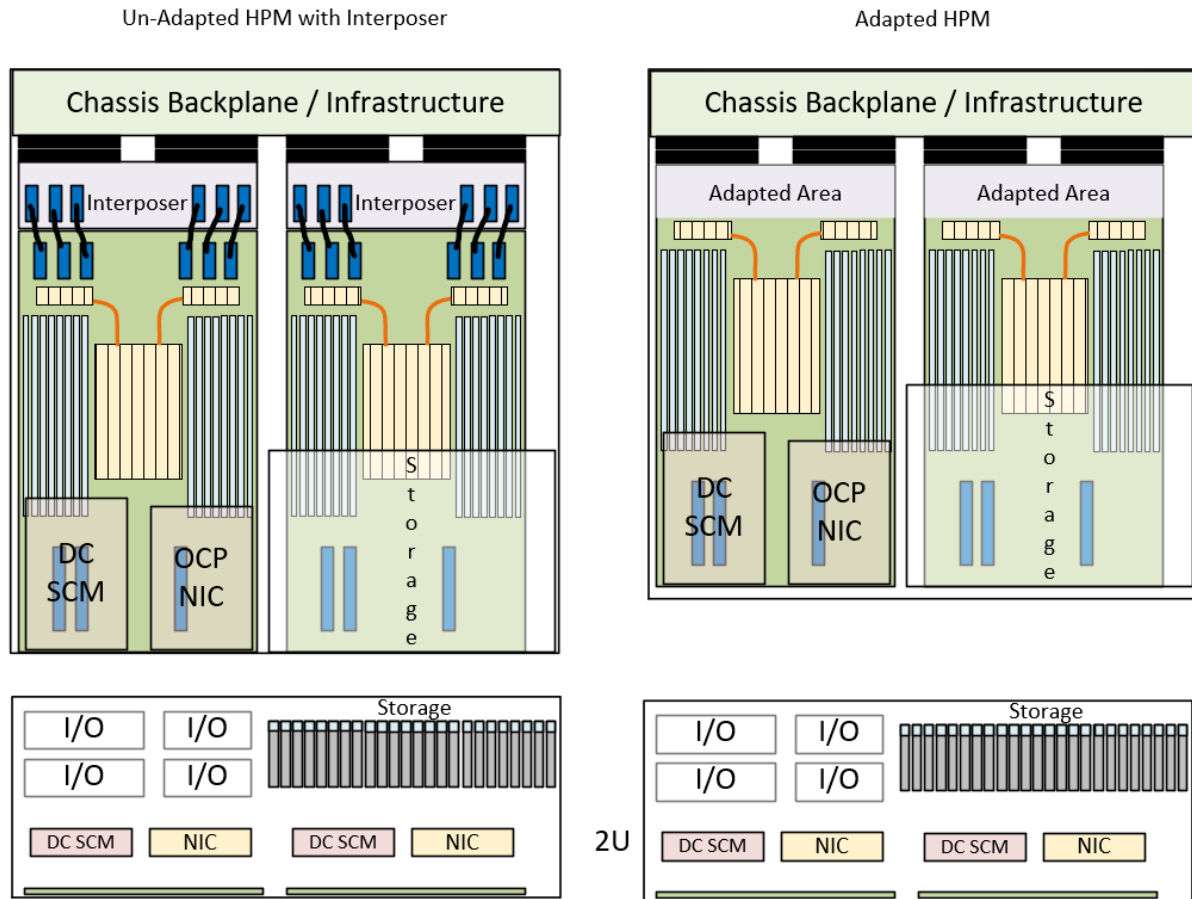 Un-Adapted HPM with Interposer
Adapted HPM
Chassis Backplane / Infrastructure
Chassis Backplane / Infrastructure
Interposer
Interposer
Adapted Area
Adapted Area
DC
SCM
OCP
NIC
S
t
o
r
a
g
e
DC
SCM
OCP
NIC
S
t
o
r
a
g
e
Storage
I/O
I/O
I/O
I/O
DC SCM
NIC
DC SCM
NIC
2U
Storage
I/O
I/O
I/O
I/O
DC SCM
NIC
DC SCM
NIC